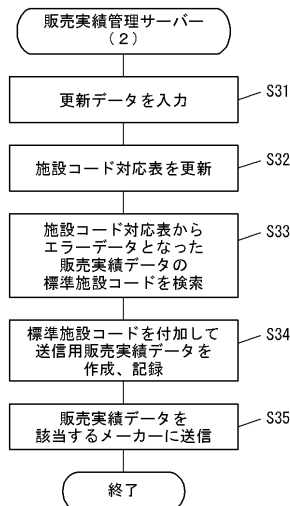 販売実績管理サーバー
(2)
更新データを入力
S31
施設コード対応表を更新
S32
施設コード対応表から
エラーデータとなった
販売実績データの
標準施設コードを検索
S33
標準施設コードを付加して
送信用販売実績データを
作成、記録
S34
販売実績データを
該当するメーカーに送信
S35
終了